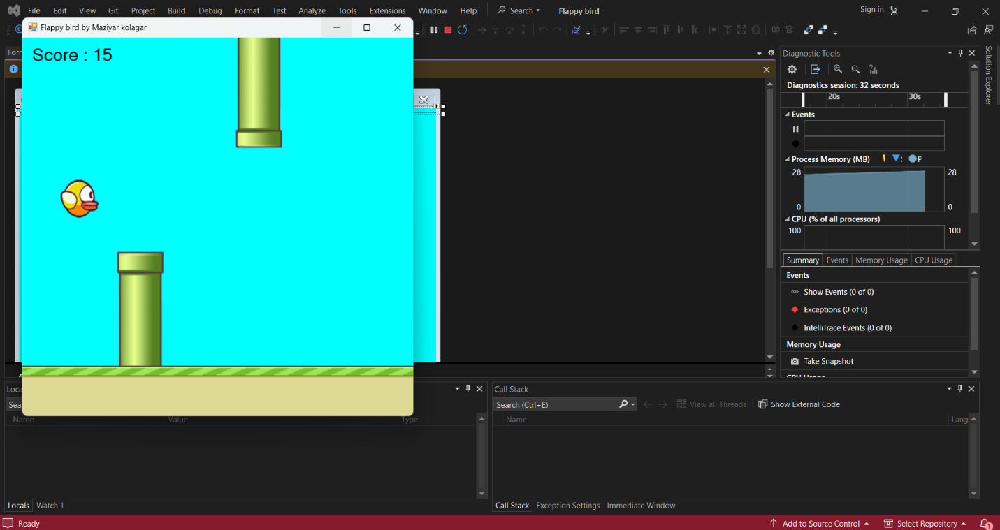 File Edit View Git Project Build Debug Format Test Analyze Tools Extensions Window Help Search Flappy bird Sign in
Flappy bird by Maziyar kolagar
Score : 15
Diagnostic Tools
Solution Explorer
Diagnostics session: 32 seconds
20s 30s
Events
Process Memory (MB) P
28 28
0 0
CPU (% of all processors)
100 100
Summary Events Memory Usage CPU Usage
Events
Show Events (0 of 0)
Exceptions (0 of 0)
IntelliTrace Events (0 of 0)
Memory Usage
Take Snapshot
Call Stack
Search (Ctrl+E) View all Threads Show External Code
Name Value Type
Name Lang
Locals Watch 1
Call Stack Exception Settings Immediate Window
Ready Add to Source Control Select Repository 1